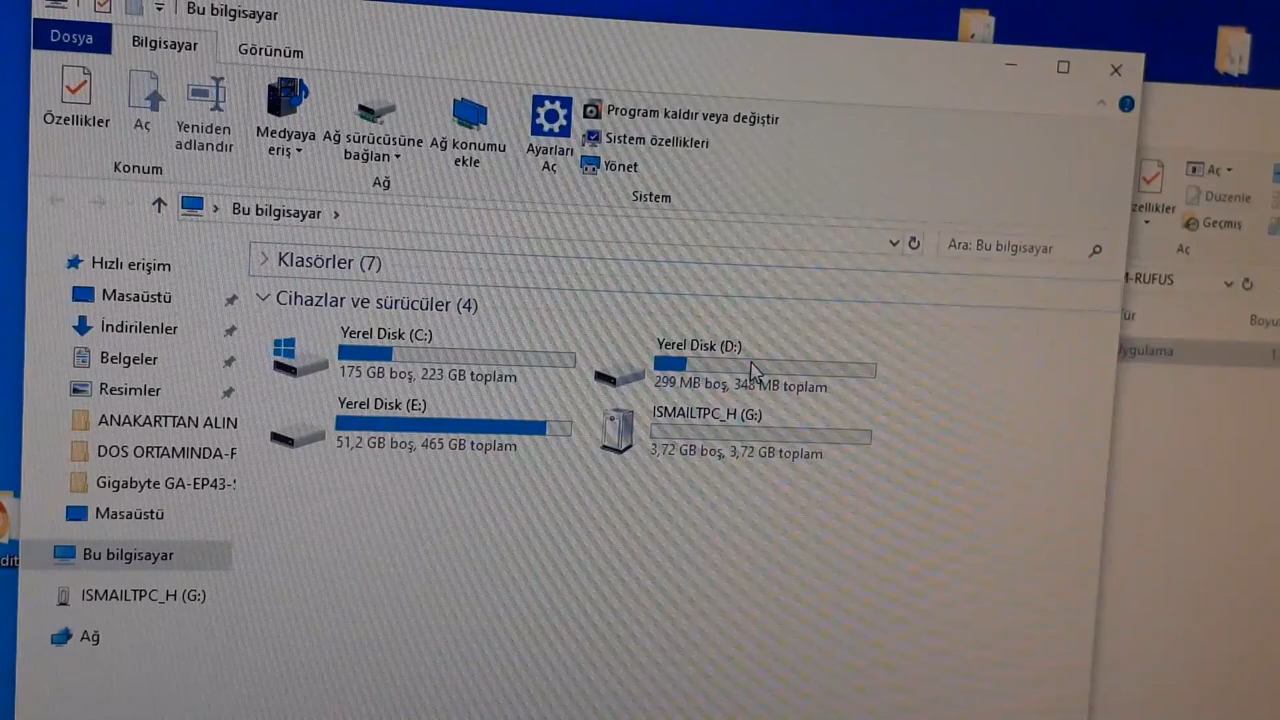 Bu bilgisayar
Dosya
Bilgisayar
Görünüm
Özellikler
Aç
Yeniden
adlandır
Medyaya
eriş
Ağ sürücüsüne
bağlan
Ağ konumu
ekle
Ayarları
Aç
Program kaldır veya değiştir
Sistem özellikleri
Yönet
Konum
Ağ
Sistem
Bu bilgisayar
Ara: Bu bilgisayar
Hızlı erişim
Masaüstü
İndirilenler
Belgeler
Resimler
ANAKARTTAN ALIN
DOS ORTAMINDA-F
Gigabyte GA-EP43-
Masaüstü
Bu bilgisayar
ISMAILTPC_H (G:)
Ağ
Klasörler (7)
Cihazlar ve sürücüler (4)
Yerel Disk (C:)
175 GB boş, 223 GB toplam
Yerel Disk (D:)
299 MB boş, 348 MB toplam
Yerel Disk (E:)
51,2 GB boş, 465 GB toplam
ISMAILTPC_H (G:)
3,72 GB boş, 3,72 GB toplam
zellikler
Aç
Düzenle
Geçmiş
Aç
-RUFUS
ür
Boyu
ygulama
dit